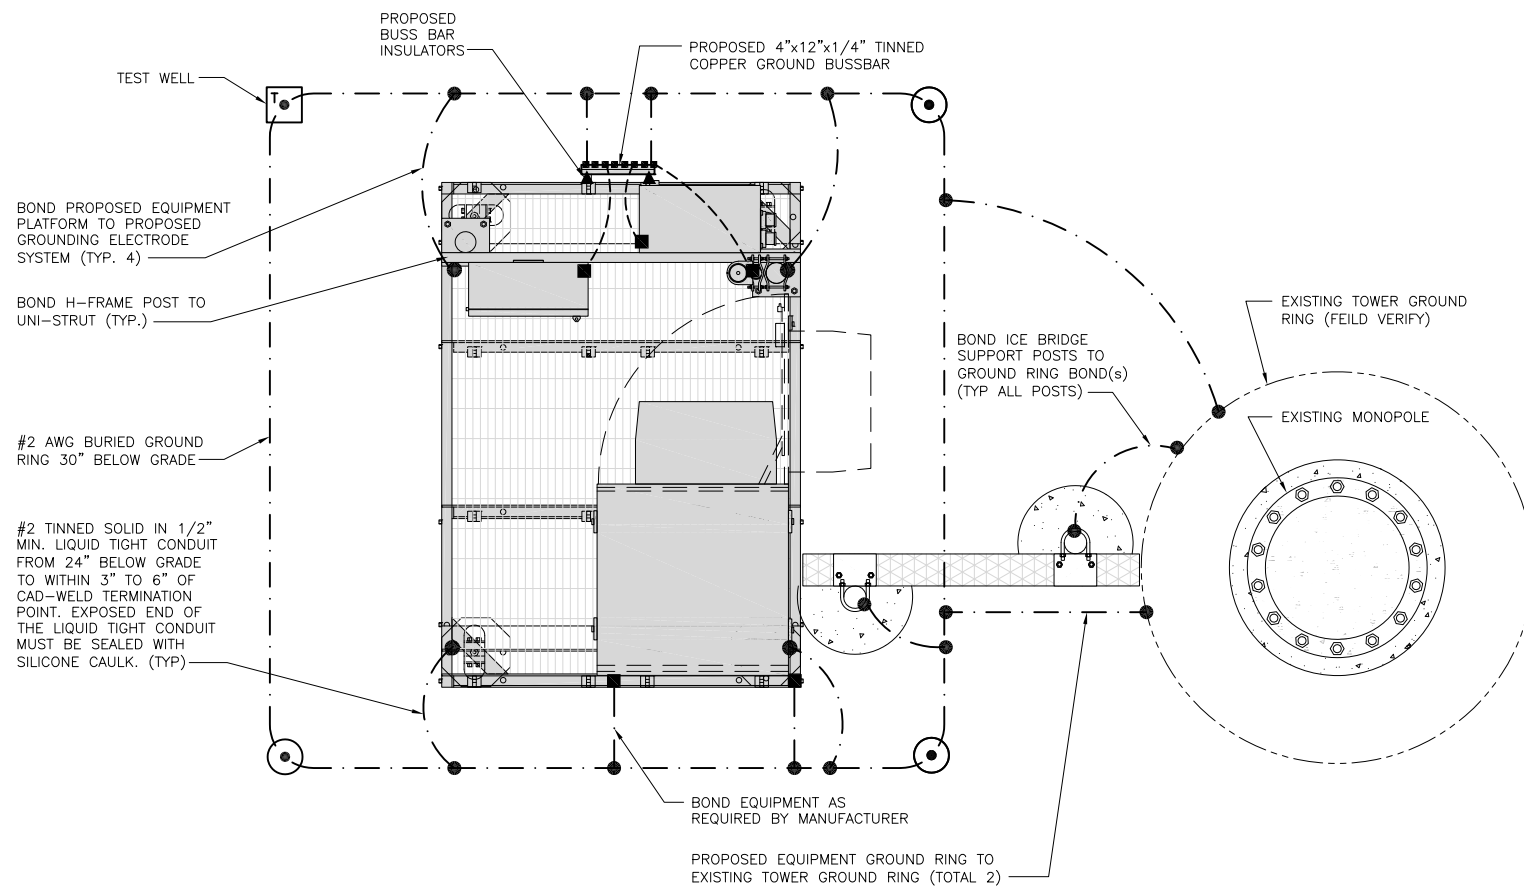 PROPOSED
BUSS BAR
INSULATORS
PROPOSED 4"x12"x1/4" TINNED
COPPER GROUND BUSSBAR
TEST WELL
T
BOND PROPOSED EQUIPMENT
PLATFORM TO PROPOSED
GROUNDING ELECTRODE
SYSTEM (TYP. 4)
BOND H-FRAME POST TO
UNI-STRUT (TYP.)
EXISTING TOWER GROUND
RING (FEILD VERIFY)
BOND ICE BRIDGE
SUPPORT POSTS TO
GROUND RING BOND(s)
(TYP ALL POSTS)
EXISTING MONOPOLE
#2 AWG BURIED GROUND
RING 30" BELOW GRADE
#2 TINNED SOLID IN 1/2"
MIN. LIQUID TIGHT CONDUIT
FROM 24" BELOW GRADE
TO WITHIN 3" TO 6" OF
CAD-WELD TERMINATION
POINT. EXPOSED END OF
THE LIQUID TIGHT CONDUIT
MUST BE SEALED WITH
SILICONE CAULK. (TYP)
BOND EQUIPMENT AS
REQUIRED BY MANUFACTURER
PROPOSED EQUIPMENT GROUND RING TO
EXISTING TOWER GROUND RING (TOTAL 2)